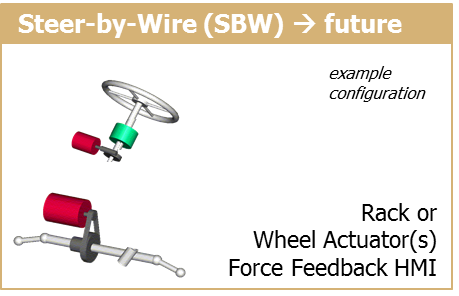 Steer-by-Wire (SBW) → future
example
configuration
Rack or
Wheel Actuator(s)
Force Feedback HMI